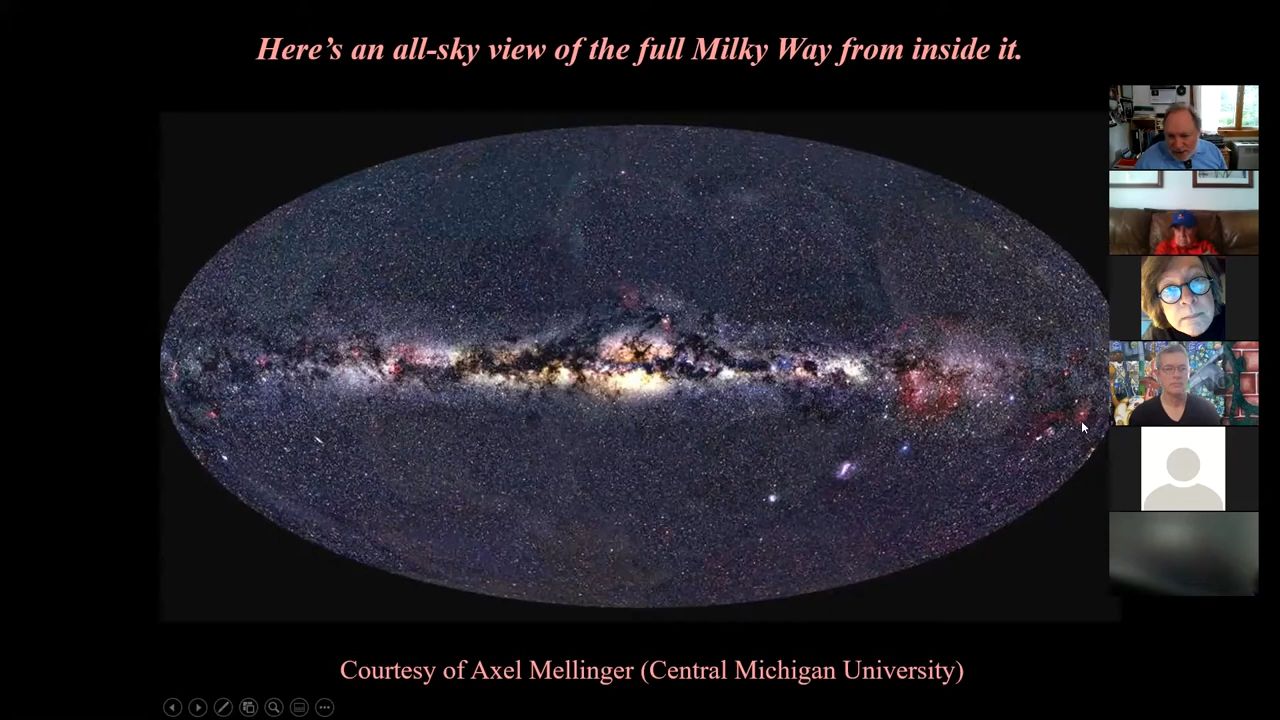 Here’s an all-sky view of the full Milky Way from inside it.
Courtesy of Axel Mellinger (Central Michigan University)